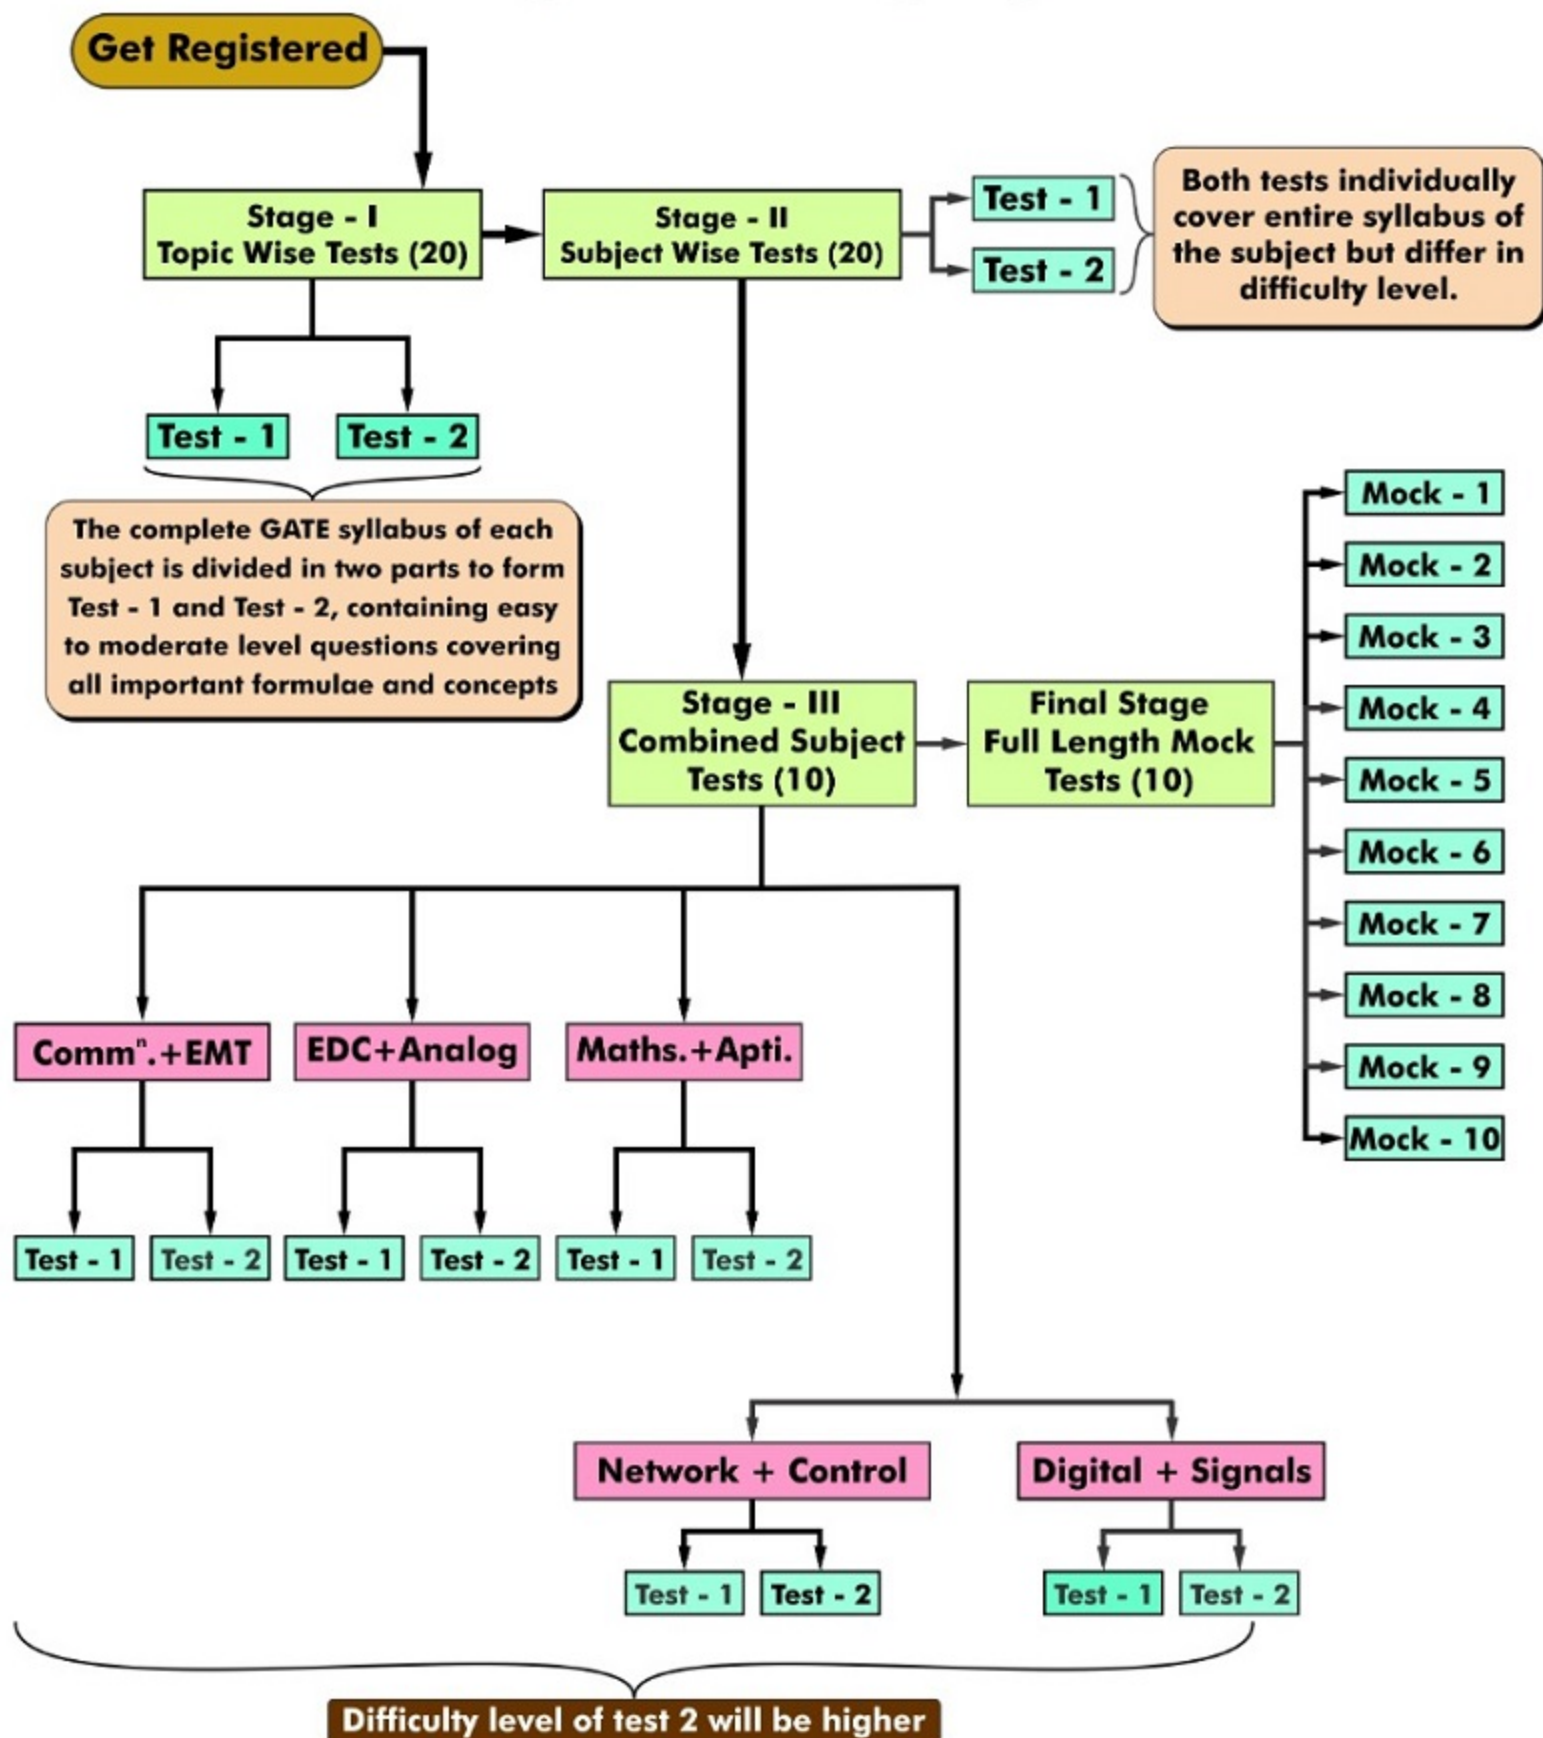 Get Registered
Stage - I
Topic Wise Tests (20)
Stage - II
Subject Wise Tests (20)
Test - 1
Test - 2
Both tests individually
cover entire syllabus of
the subject but differ in
difficulty level.
Test - 1
Test - 2
The complete GATE syllabus of each
subject is divided in two parts to form
Test - 1 and Test - 2, containing easy
to moderate level questions covering
all important formulae and concepts
Stage - III
Combined Subject
Tests (10)
Final Stage
Full Length Mock
Tests (10)
Mock - 1
Mock - 2
Mock - 3
Mock - 4
Mock - 5
Mock - 6
Mock - 7
Mock - 8
Mock - 9
Mock - 10
Commⁿ.+EMT
EDC+Analog
Maths.+Apti.
Test - 1
Test - 2
Test - 1
Test - 2
Test - 1
Test - 2
Network + Control
Digital + Signals
Test - 1
Test - 2
Test - 1
Test - 2
Difficulty level of test 2 will be higher